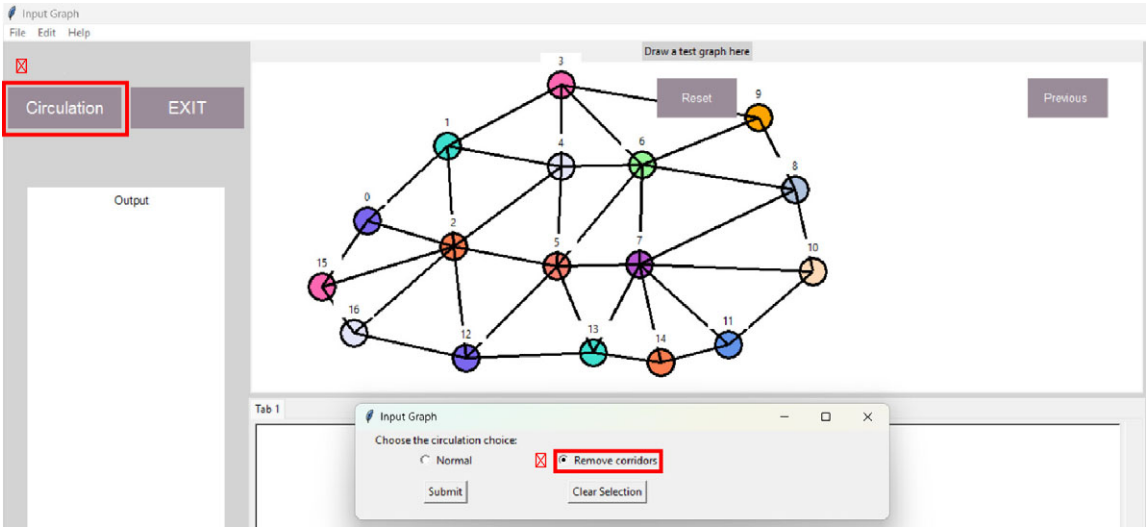 Input Graph
File Edit Help
Draw a test graph here
Circulation
EXIT
Reset
Previous
Output
3
9
1
4
6
8
0
2
5
7
10
15
16
12
13
14
11
Tab 1
Input Graph
Choose the circulation choice:
Normal
Remove corridors
Submit
Clear Selection